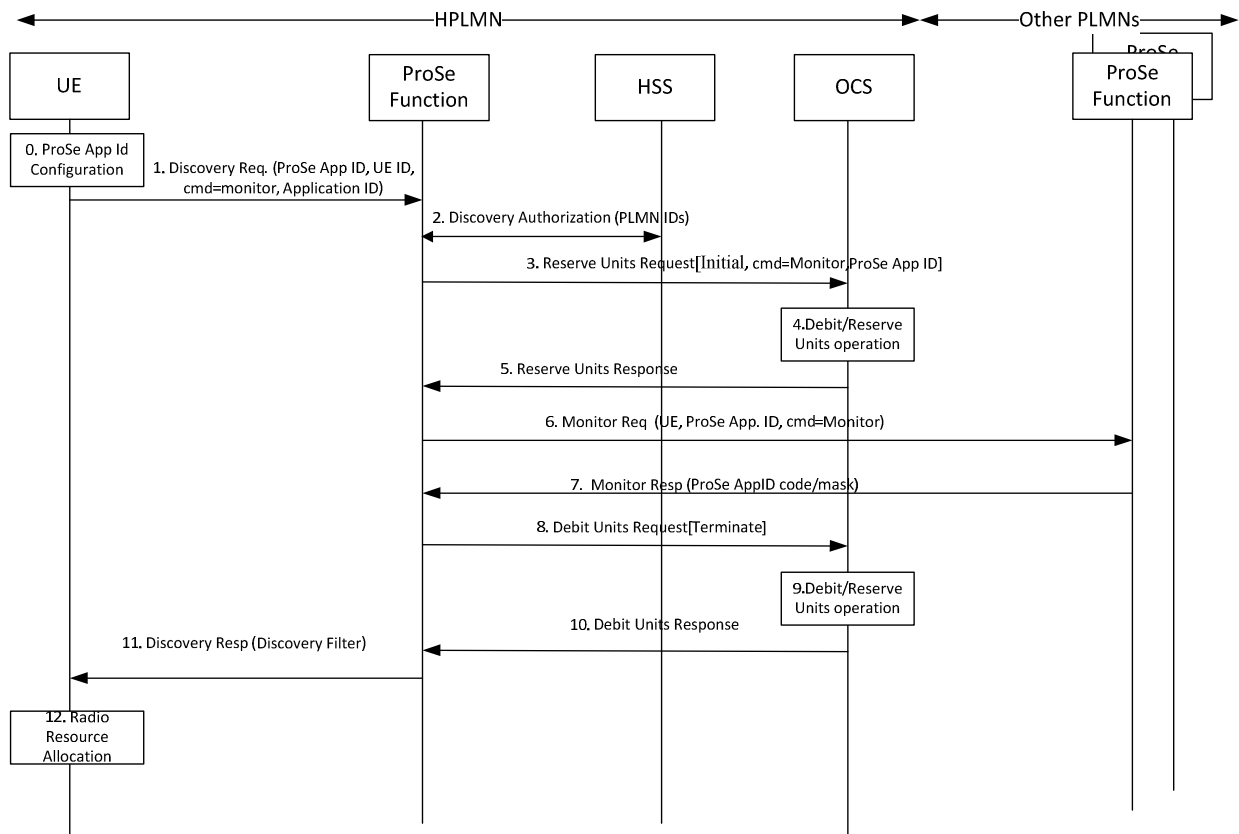 HPLMN
Other PLMNs
UE
ProSe
Function
HSS
OCS
ProSe
ProSe
Function
0. ProSe App Id
Configuration
1. Discovery Req. (ProSe App ID, UE ID,
cmd=monitor, Application ID)
2. Discovery Authorization (PLMN IDs)
3. Reserve Units Request[Initial, cmd=Monitor,ProSe App ID]
4.Debit/Reserve
Units operation
5. Reserve Units Response
6. Monitor Req (UE, ProSe App. ID, cmd=Monitor)
7. Monitor Resp (ProSe AppID code/mask)
8. Debit Units Request[Terminate]
9.Debit/Reserve
Units operation
10. Debit Units Response
11. Discovery Resp (Discovery Filter)
12. Radio
Resource
Allocation